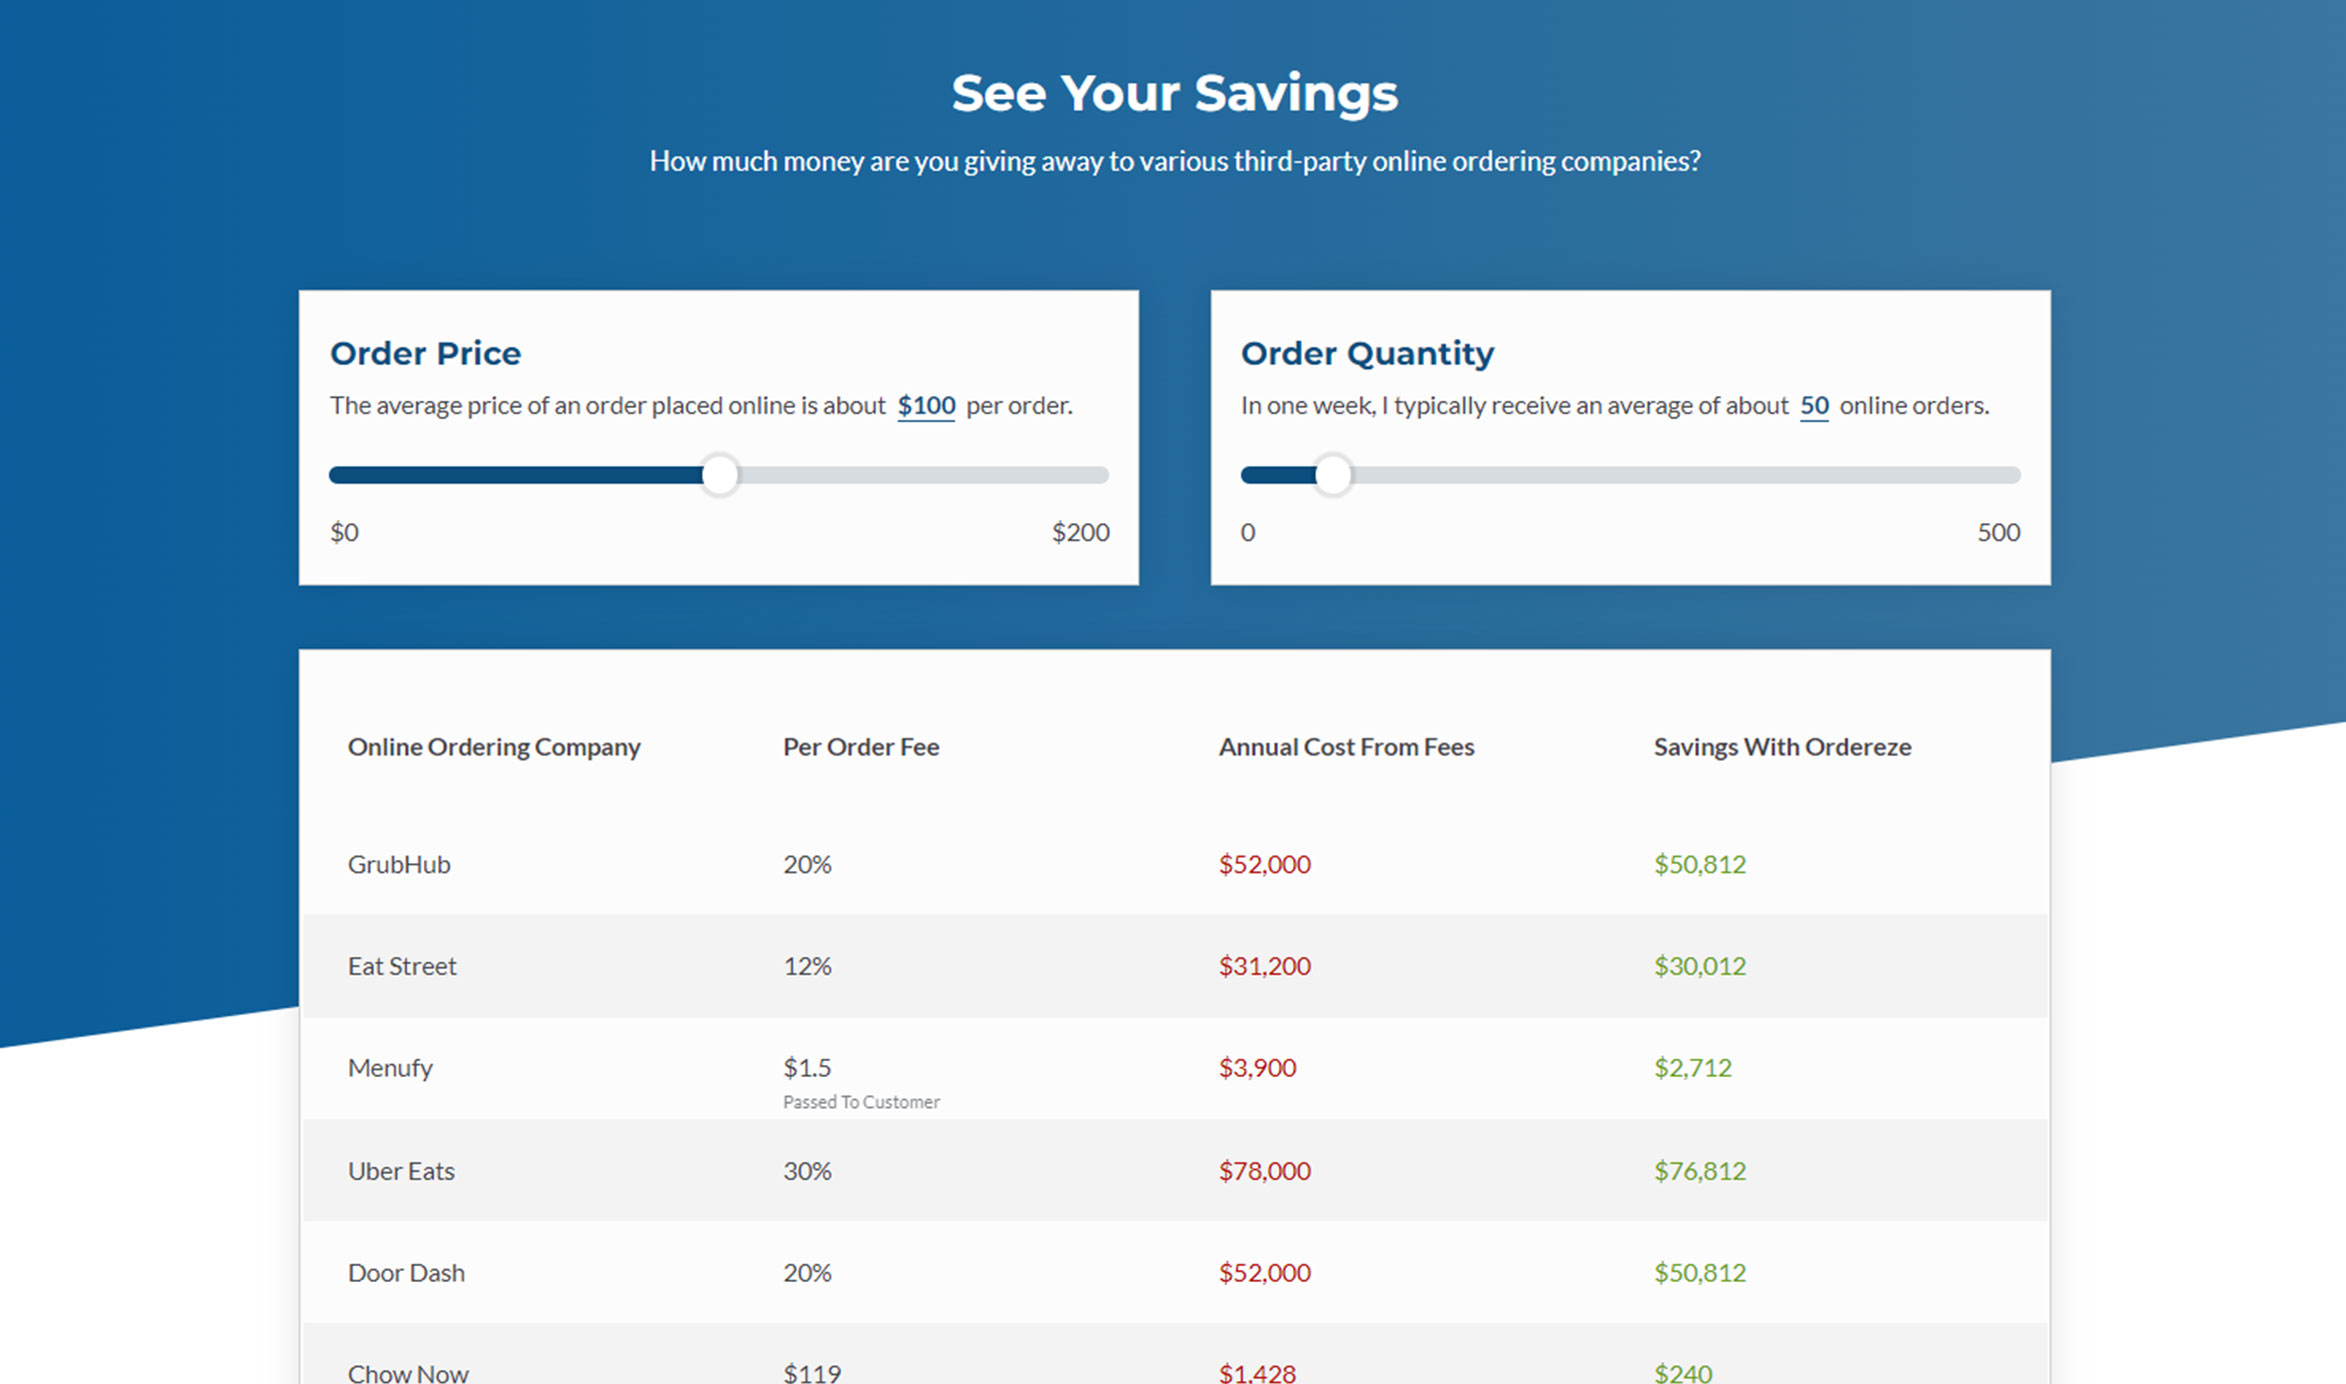 See Your Savings
How much money are you giving away to various third-party online ordering companies?
Order Price
The average price of an order placed online is about $100 per order.
$0 $200
Order Quantity
In one week, I typically receive an average of about 50 online orders.
0 500
Online Ordering Company Per Order Fee Annual Cost From Fees Savings With Ordereze
GrubHub 20% $52,000 $50,812
Eat Street 12% $31,200 $30,012
Menufy $1.5 $3,900 $2,712
Passed To Customer
Uber Eats 30% $78,000 $76,812
Door Dash 20% $52,000 $50,812
Chow Now $119 $1,428 $240